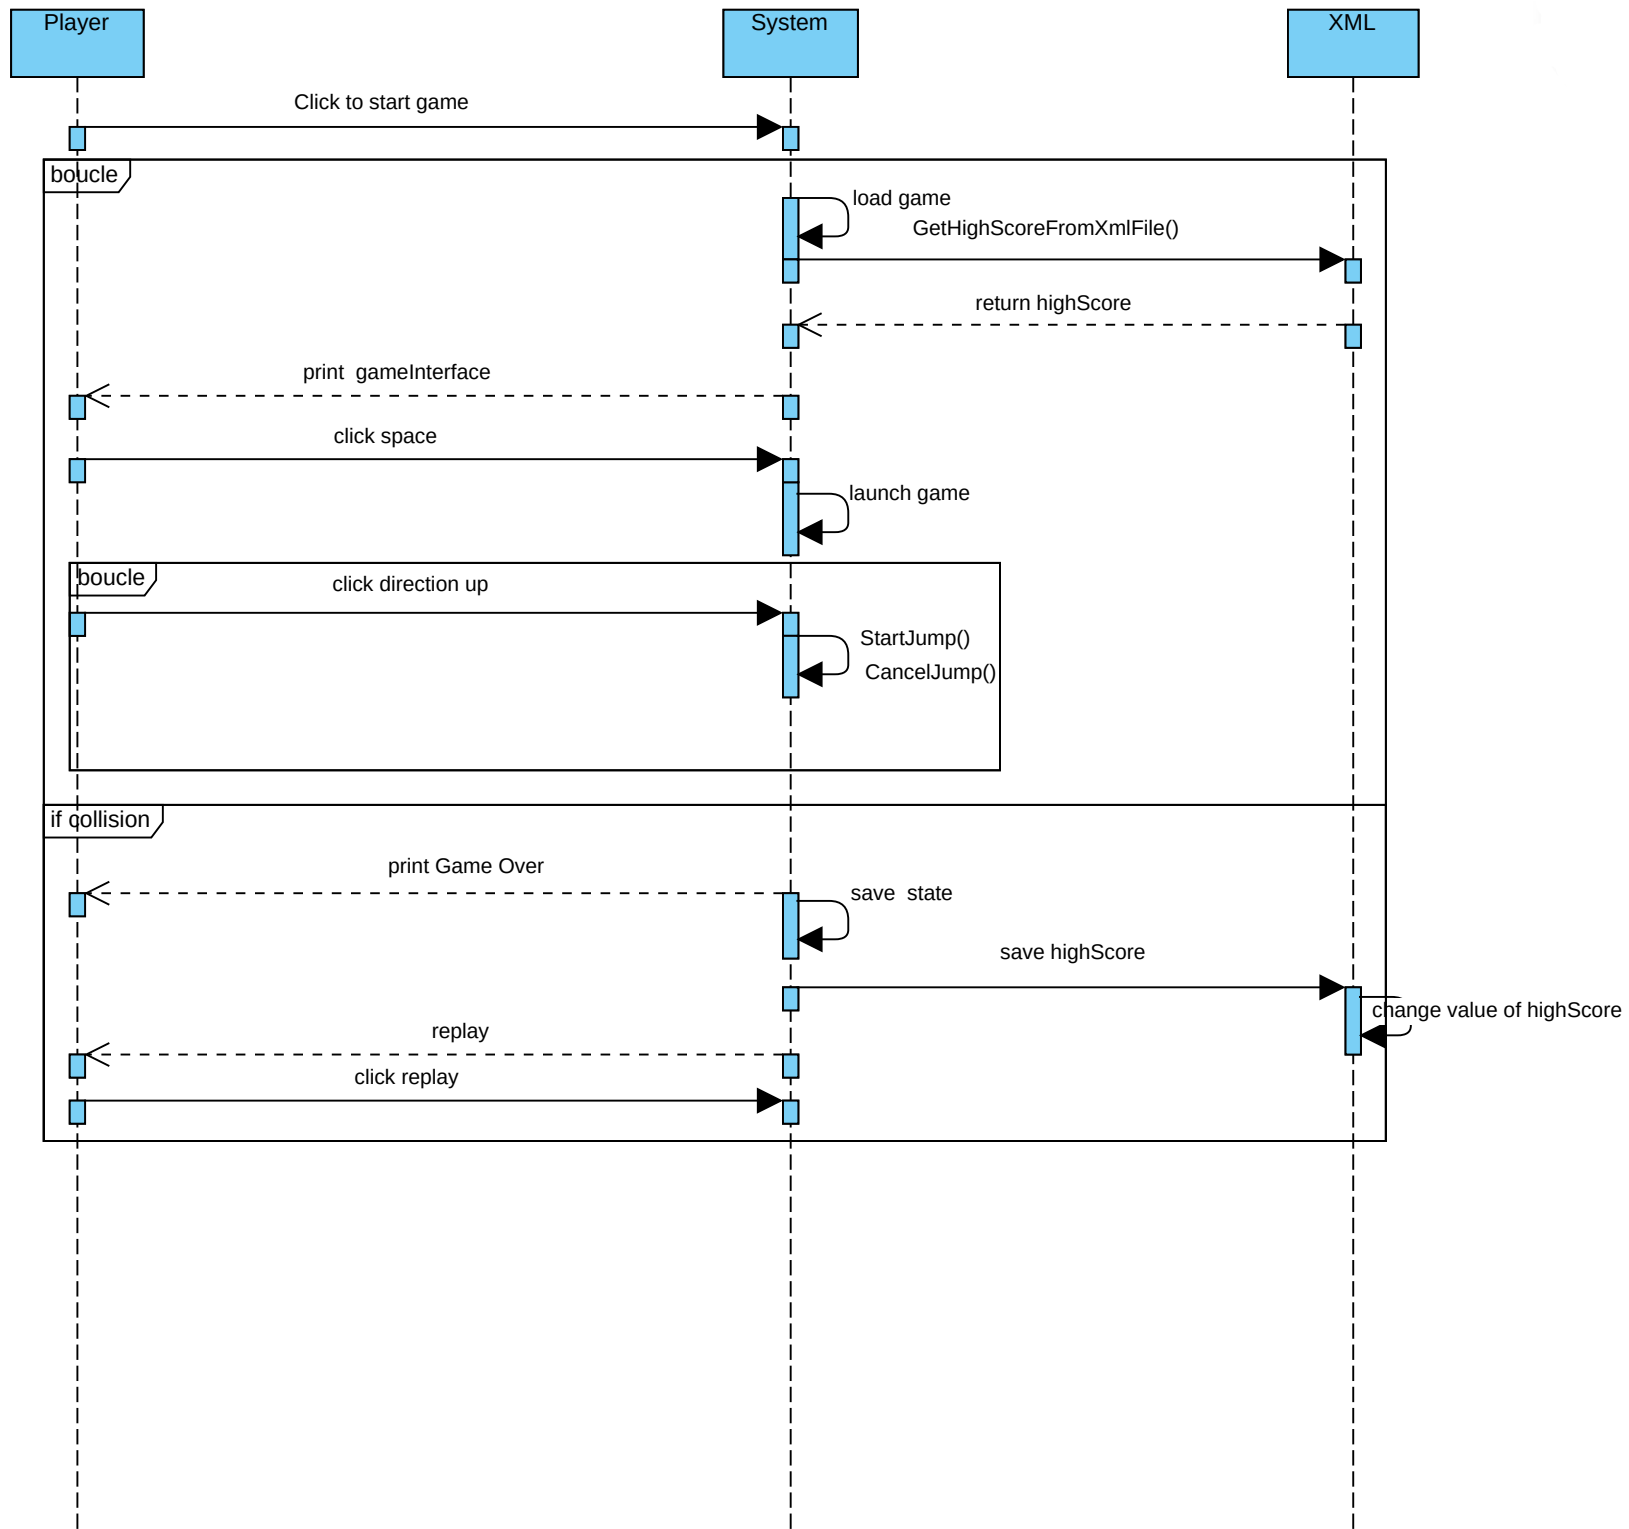 Player
System
XML
Click to start game
boucle
load game
GetHighScoreFromXmlFile()
return highScore
print  gameInterface
click space
launch game
boucle
click direction up
StartJump()
CancelJump()
if collision
print Game Over
save  state
save highScore
change value of highScore
replay
click replay